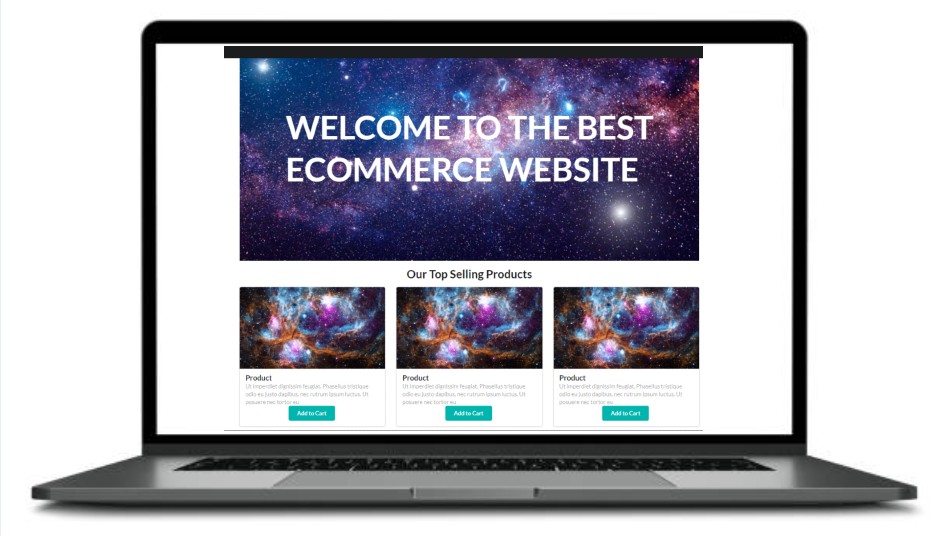 WELCOME TO THE BEST
ECOMMERCE WEBSITE
Our Top Selling Products
Product
Ut imperdiet dignissim feugiat. Phasellus tristique
odio eu justo dapibus, nec rutrum ipsum luctus. Ut
posuere nec tortor eu
Add to Cart
Product
Ut imperdiet dignissim feugiat. Phasellus tristique
odio eu justo dapibus, nec rutrum ipsum luctus. Ut
posuere nec tortor eu
Add to Cart
Product
Ut imperdiet dignissim feugiat. Phasellus tristique
odio eu justo dapibus, nec rutrum ipsum luctus. Ut
posuere nec tortor eu
Add to Cart